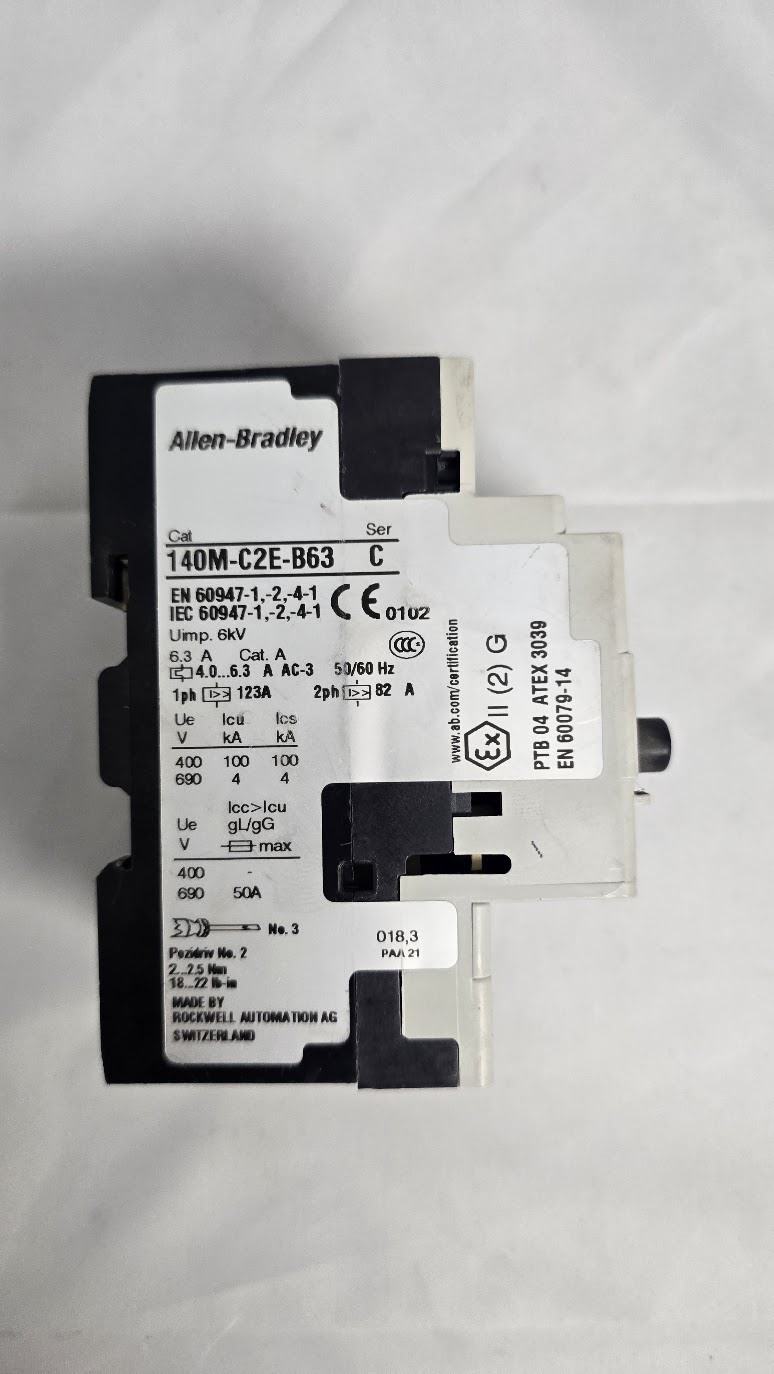 Allen-Bradley
Cat Ser
140M-C2E-B63 C
EN 60947-1,-2,-4-1
IEC 60947-1,-2,-4-1
CE 0102
Uimp. 6kV
CCC
6.3 A Cat. A
4.0...6.3 A AC-3 50/60 Hz
1ph I>> 123A 2ph I>> 82 A
Ue Icu Ics
V kA kA
400 100 100
690 4 4
Icc>Icu
Ue gL/gG
V max
400 -
690 50A
No. 3
Pozidriv No. 2
2...2.5 Nm
18...22 lb-in
MADE BY
ROCKWELL AUTOMATION AG
SWITZERLAND
018,3
PAA 21
www.ab.com/certification
Ex II (2) G
PTB 04 ATEX 3039
EN 60079-14